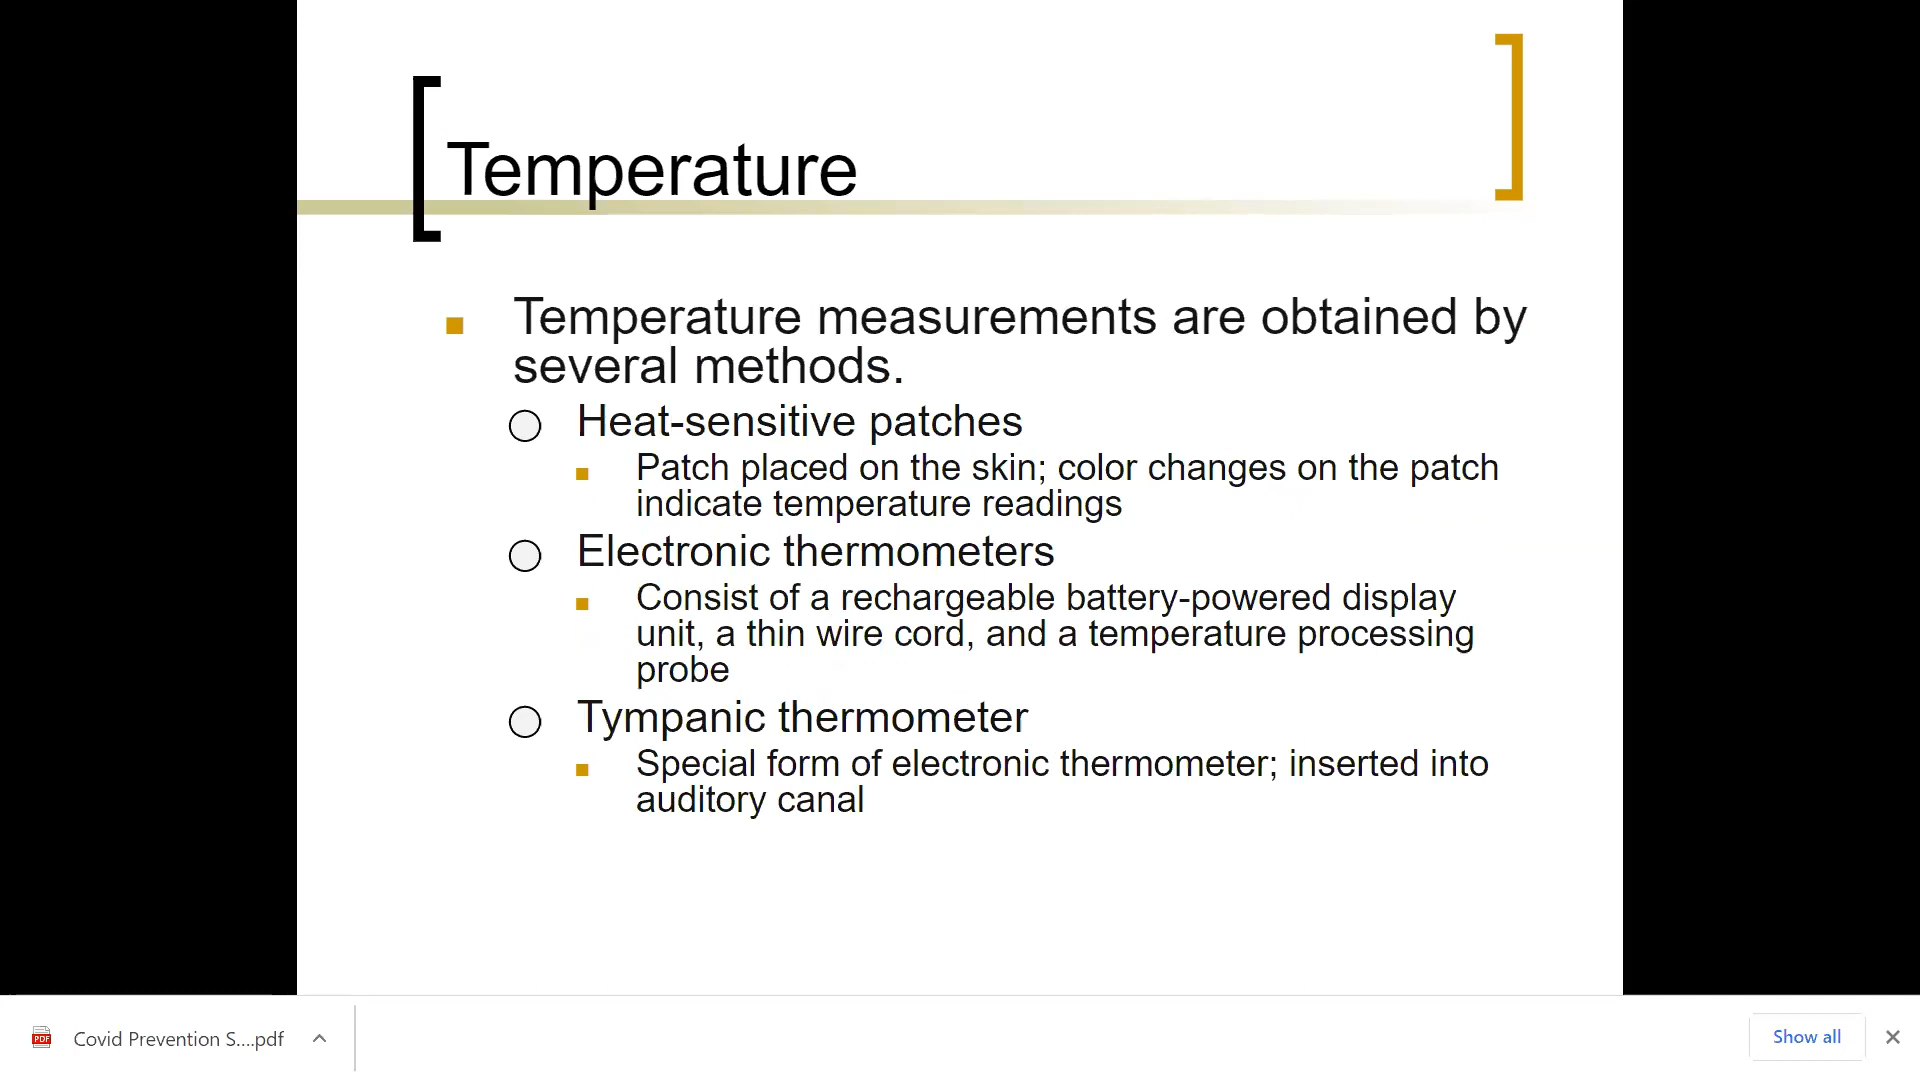 Temperature
Temperature measurements are obtained by
several methods.
Heat-sensitive patches
Patch placed on the skin; color changes on the patch
indicate temperature readings
Electronic thermometers
Consist of a rechargeable battery-powered display
unit, a thin wire cord, and a temperature processing
probe
Tympanic thermometer
Special form of electronic thermometer; inserted into
auditory canal
PDF
Covid Prevention S....pdf
Show all